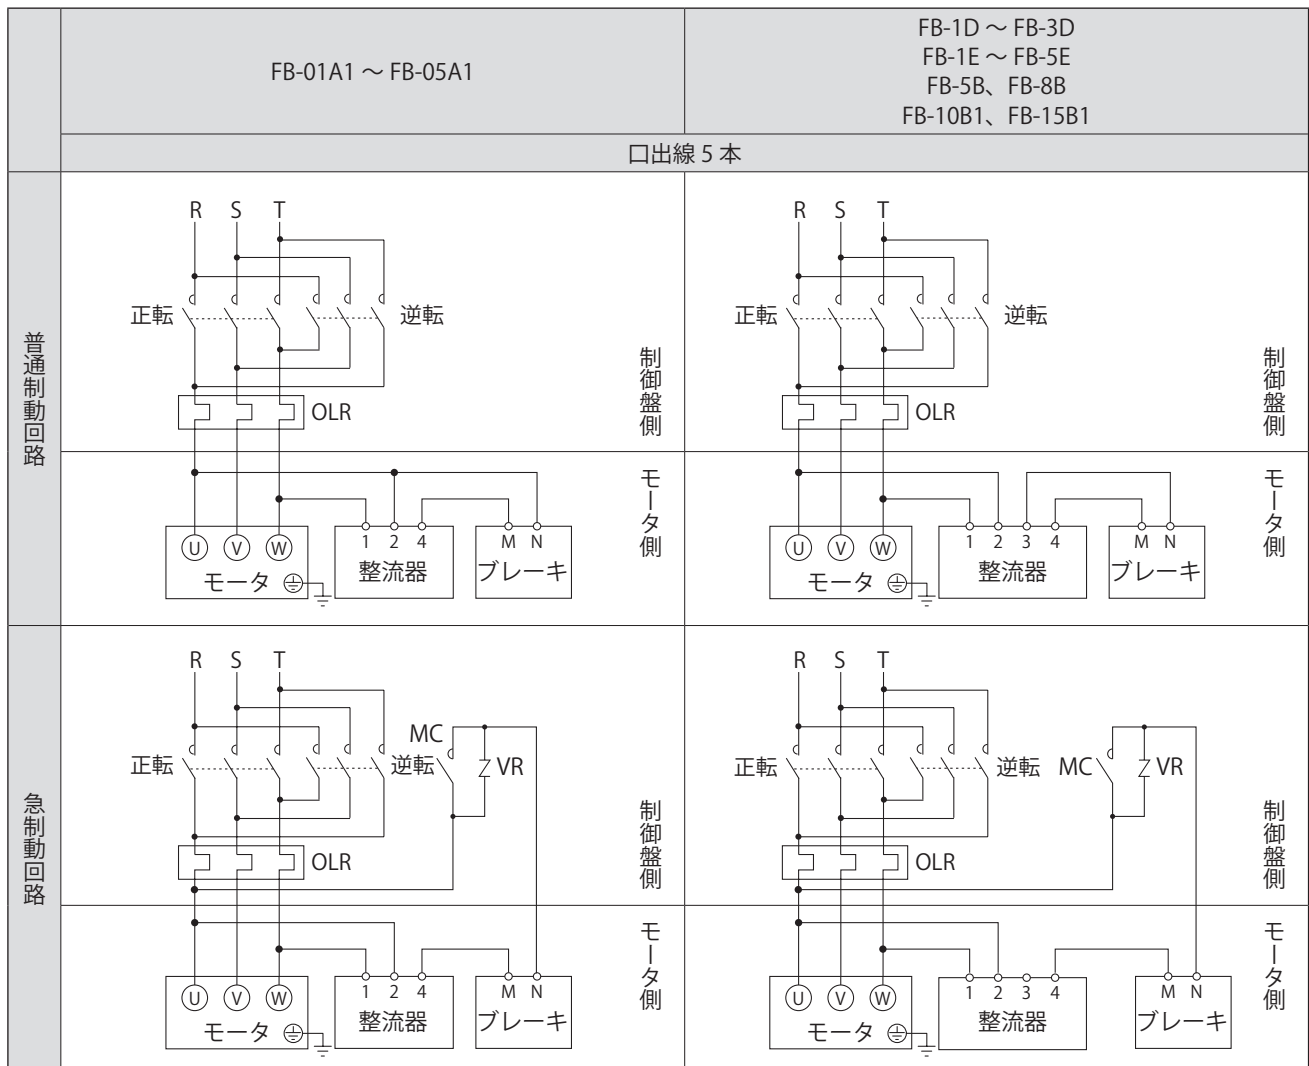 FB-01A1 ～ FB-05A1
FB-1D ～ FB-3D
FB-1E ～ FB-5E
FB-5B、FB-8B
FB-10B1、FB-15B1
口出線 5 本
普通制動回路
R S T
正転
逆転
OLR
制御盤側
モータ側
U V W
モータ
1 2 4
整流器
M N
ブレーキ
R S T
正転
逆転
OLR
制御盤側
モータ側
U V W
モータ
1 2 3 4
整流器
M N
ブレーキ
急制動回路
R S T
正転
逆転
MC
VR
OLR
制御盤側
モータ側
U V W
モータ
1 2 4
整流器
M N
ブレーキ
R S T
正転
逆転
MC
VR
OLR
制御盤側
モータ側
U V W
モータ
1 2 3 4
整流器
M N
ブレーキ